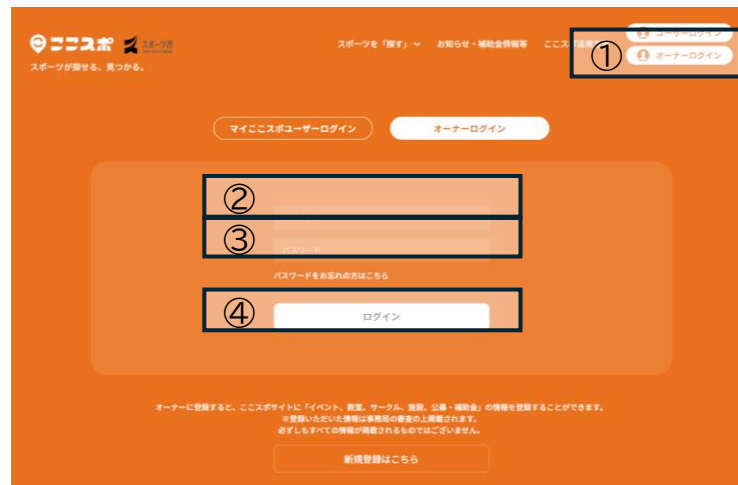 ここスポ スポーツ庁
スポーツが探せる、見つかる。
スポーツを「探す」 お知らせ・補助金情報等 ここス
ユーザーログイン
① オーナーログイン
マイここスポユーザーログイン オーナーログイン
②
③
パスワード
パスワードをお忘れの方はこちら
④ ログイン
オーナーに登録すると、ここスポサイトに「イベント、教室、サークル、施設、公募・補助金」の情報を登録することができます。
※登録いただいた情報は事務局の審査の上掲載されます。
必ずしもすべての情報が掲載されるものではございません。
新規登録はこちら